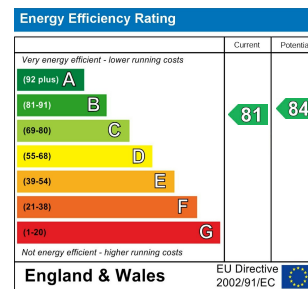 Energy Efficiency Rating
Current Potentia
Very energy efficient - lower running costs
(92 plus) A
(81-91) B
81 84
(69-80) C
(55-68) D
(39-54) E
(21-38) F
(1-20) G
Not energy efficient - higher running costs
England & Wales
EU Directive
2002/91/EC